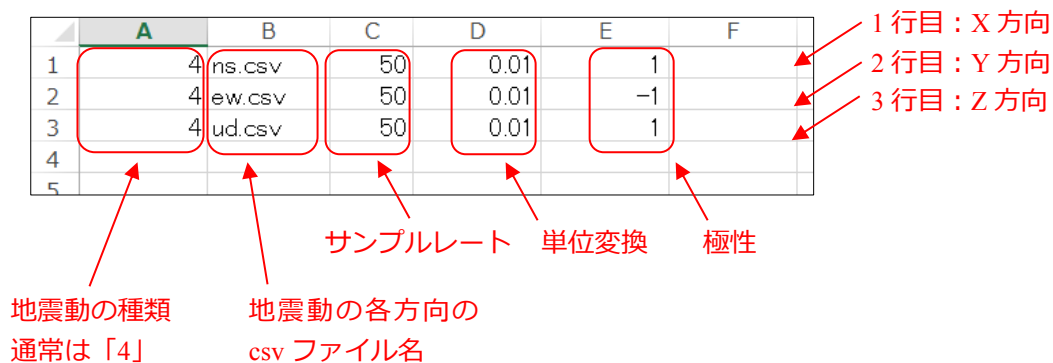 A B C D E F
1 4 ns.csv 50 0.01 1
2 4 ew.csv 50 0.01 −1
3 4 ud.csv 50 0.01 1
4
5
1 行目：X 方向
2 行目：Y 方向
3 行目：Z 方向
サンプルレート 単位変換 極性
地震動の種類
通常は「4」
地震動の各方向の
csv ファイル名